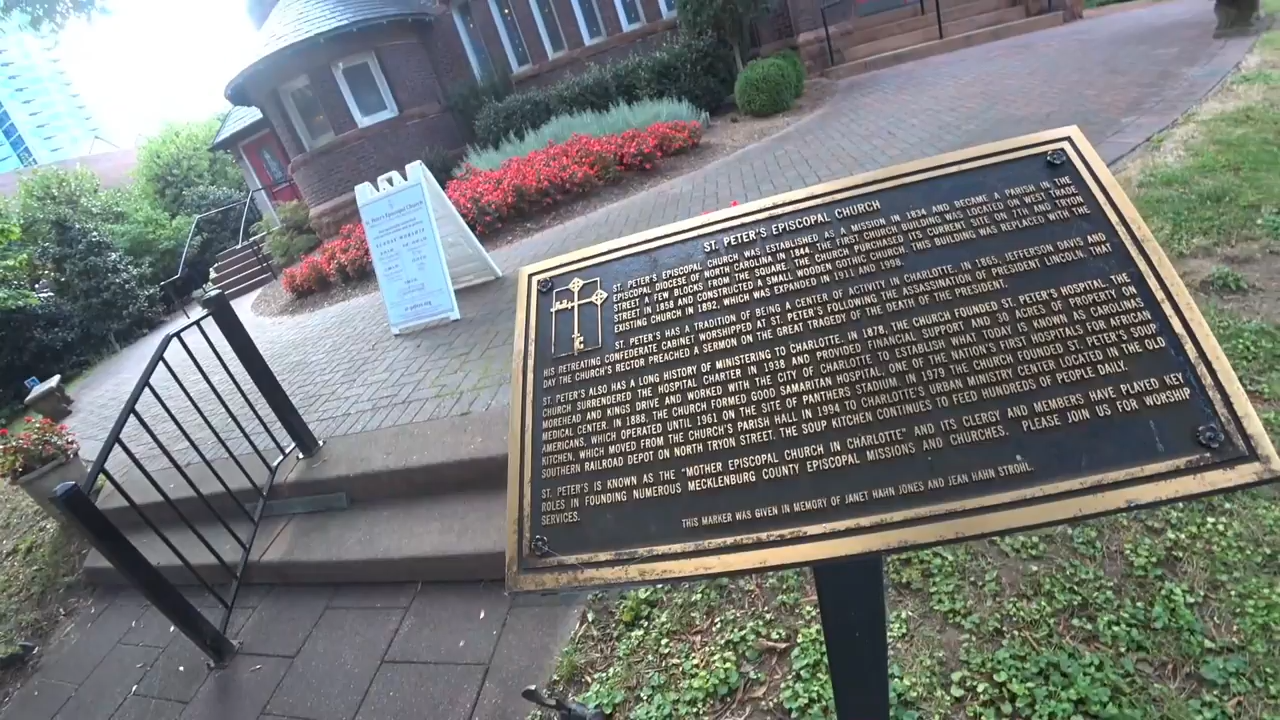 St. Peter's Episcopal Church
SUNDAY WORSHIP
st-peters.org
ST. PETER'S EPISCOPAL CHURCH
ST. PETER'S EPISCOPAL CHURCH WAS ESTABLISHED AS A MISSION IN 1834 AND BECAME A PARISH IN THE
EPISCOPAL DIOCESE OF NORTH CAROLINA IN 1844. THE FIRST CHURCH BUILDING WAS LOCATED ON WEST TRADE
STREET A FEW BLOCKS FROM THE SQUARE. THE CHURCH PURCHASED ITS CURRENT SITE ON 7TH AND TRYON
STREET IN 1858 AND CONSTRUCTED A SMALL WOODEN GOTHIC CHURCH. THIS BUILDING WAS REPLACED WITH THE
EXISTING CHURCH IN 1892, WHICH WAS EXPANDED IN 1911 AND 1998.
ST. PETER'S HAS A TRADITION OF BEING A CENTER OF ACTIVITY IN CHARLOTTE. IN 1865, JEFFERSON DAVIS AND
HIS RETREATING CONFEDERATE CABINET WORSHIPPED AT ST. PETER'S FOLLOWING THE ASSASSINATION OF PRESIDENT LINCOLN. THAT
DAY THE CHURCH'S RECTOR PREACHED A SERMON ON THE GREAT TRAGEDY OF THE DEATH OF THE PRESIDENT.
ST. PETER'S ALSO HAS A LONG HISTORY OF MINISTERING TO CHARLOTTE. IN 1878, THE CHURCH FOUNDED ST. PETER'S HOSPITAL. THE
CHURCH SURRENDERED THE HOSPITAL CHARTER IN 1938 AND PROVIDED FINANCIAL SUPPORT AND 30 ACRES OF PROPERTY ON
MOREHEAD AND KINGS DRIVE AND WORKED WITH THE CITY OF CHARLOTTE TO ESTABLISH WHAT TODAY IS KNOWN AS CAROLINAS
MEDICAL CENTER. IN 1888, THE CHURCH FORMED GOOD SAMARITAN HOSPITAL, ONE OF THE NATION'S FIRST HOSPITALS FOR AFRICAN
AMERICANS, WHICH OPERATED UNTIL 1961 ON THE SITE OF PANTHERS STADIUM. IN 1979 THE CHURCH FOUNDED ST. PETER'S SOUP
KITCHEN, WHICH MOVED FROM THE CHURCH'S PARISH HALL IN 1994 TO CHARLOTTE'S URBAN MINISTRY CENTER LOCATED IN THE OLD
SOUTHERN RAILROAD DEPOT ON NORTH TRYON STREET. THE SOUP KITCHEN CONTINUES TO FEED HUNDREDS OF PEOPLE DAILY.
ST. PETER'S IS KNOWN AS THE "MOTHER EPISCOPAL CHURCH IN CHARLOTTE" AND ITS CLERGY AND MEMBERS HAVE PLAYED KEY
ROLES IN FOUNDING NUMEROUS MECKLENBURG COUNTY EPISCOPAL MISSIONS AND CHURCHES. PLEASE JOIN US FOR WORSHIP
SERVICES.
THIS MARKER WAS GIVEN IN MEMORY OF JANET HAHN JONES AND JEAN HAHN STROHL.